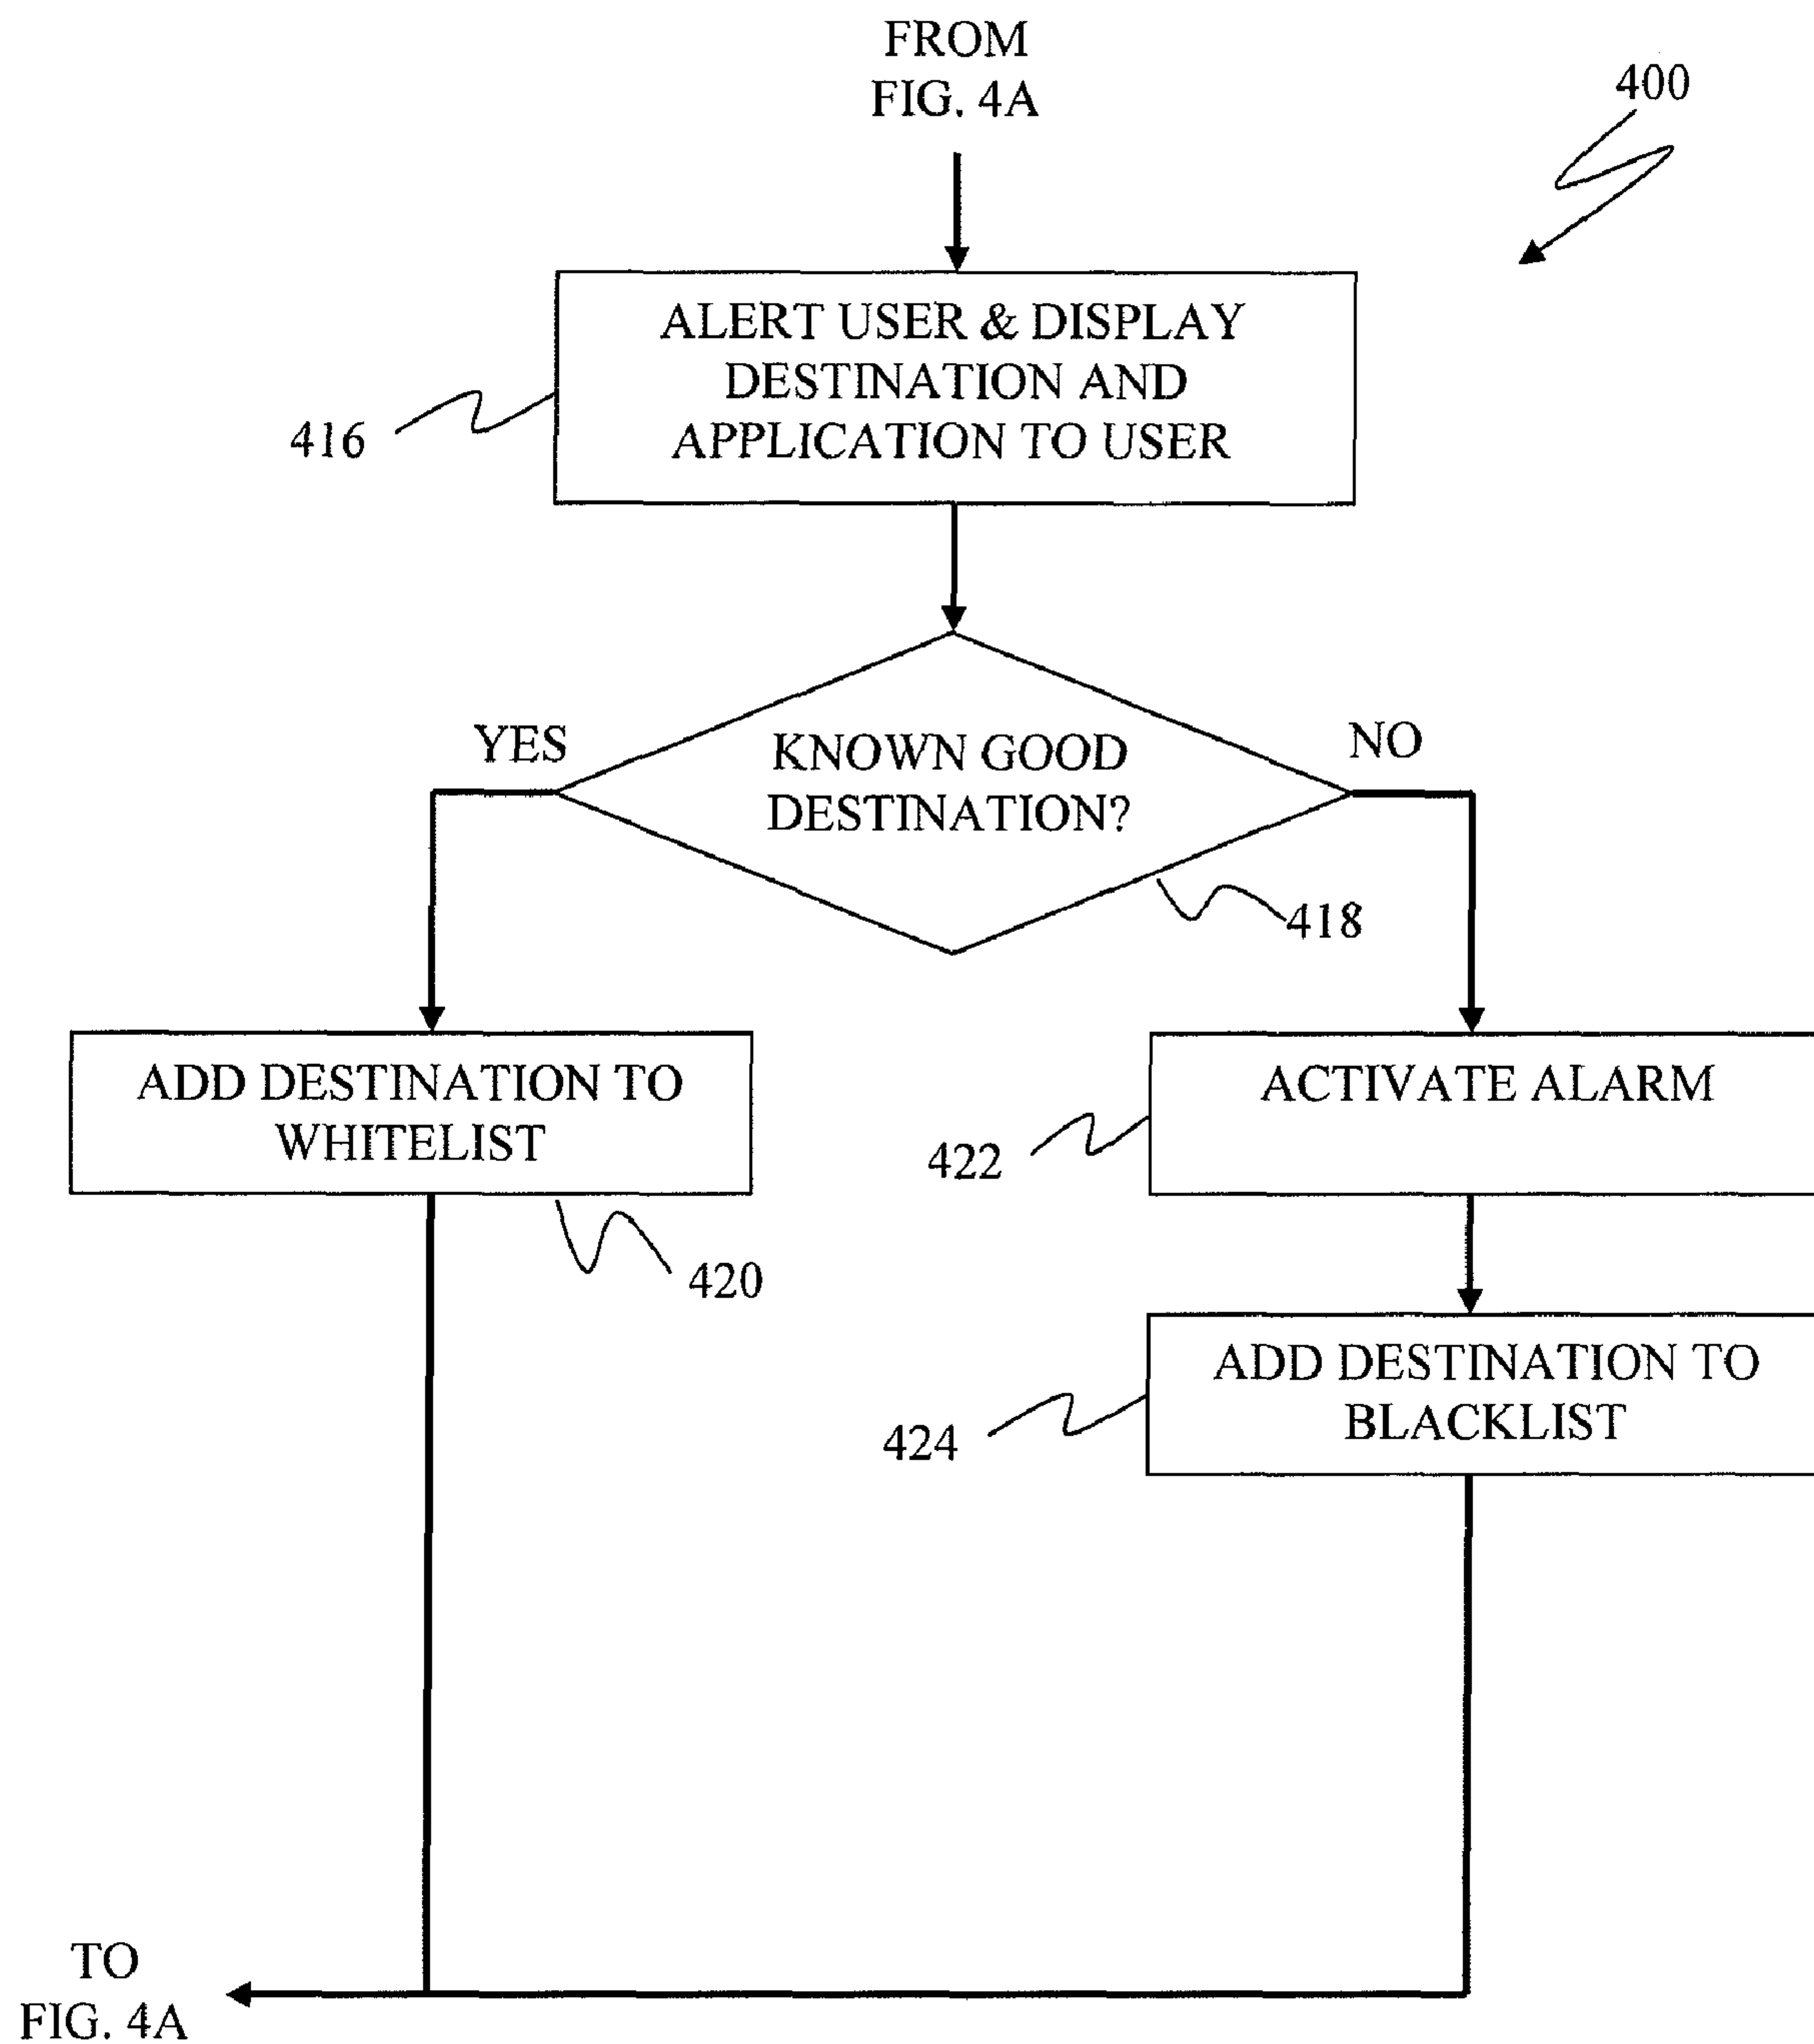 FROM
FIG. 4A
400
ALERT USER & DISPLAY
DESTINATION AND
APPLICATION TO USER
416
YES
NO
KNOWN GOOD
DESTINATION?
418
ADD DESTINATION TO
WHITELIST
420
ACTIVATE ALARM
422
ADD DESTINATION TO
BLACKLIST
424
TO
FIG. 4A